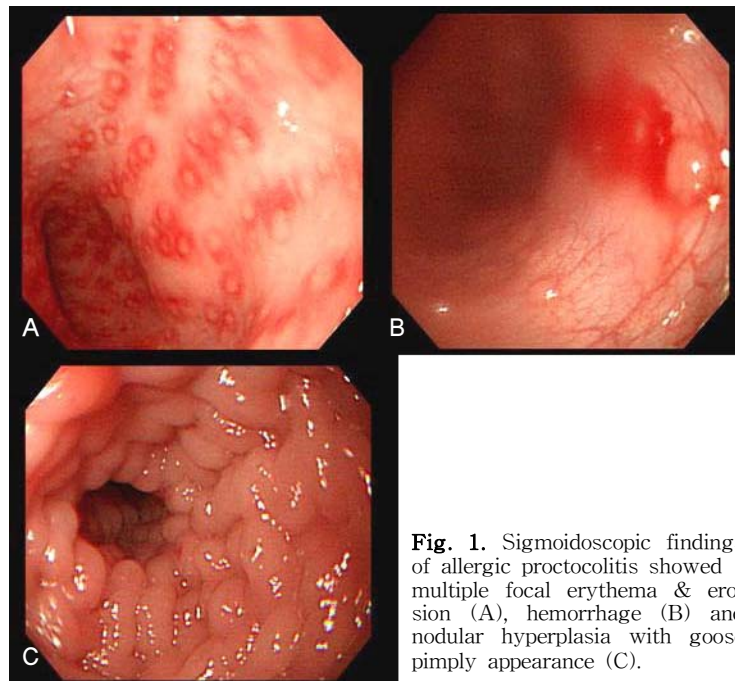 A
B
C
Fig. 1. Sigmoidoscopic finding
of allergic proctocolitis showed
multiple focal erythema & ero
sion (A), hemorrhage (B) and
nodular hyperplasia with goose
pimply appearance (C).